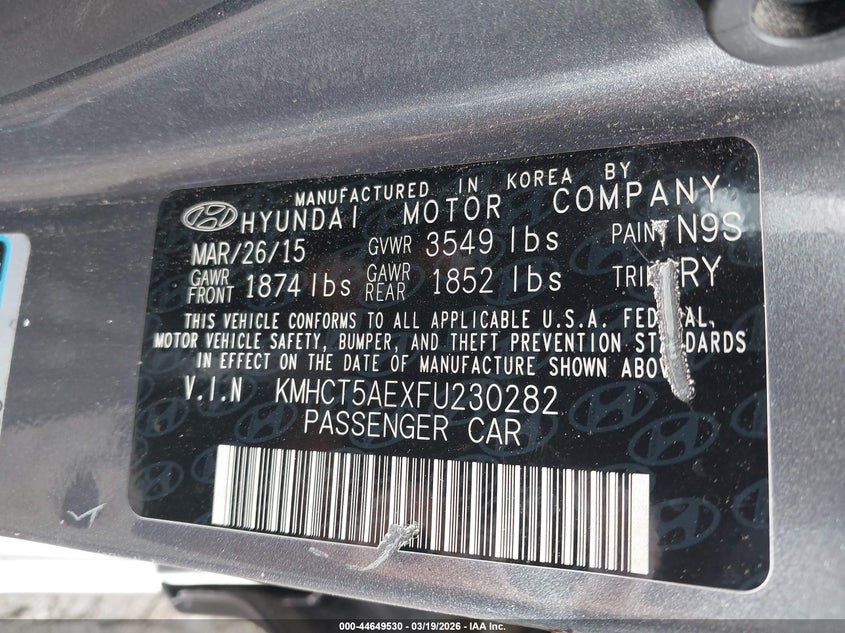 MANUFACTURED IN KOREA BY
HYUNDAI MOTOR COMPANY
MAR/26/15 GVWR 3549 lbs PAINT N9S
GAWR FRONT 1874 lbs GAWR REAR 1852 lbs TRIM RY
THIS VEHICLE CONFORMS TO ALL APPLICABLE U.S.A. FEDERAL
MOTOR VEHICLE SAFETY, BUMPER, AND THEFT PREVENTION STANDARDS
IN EFFECT ON THE DATE OF MANUFACTURE SHOWN ABOVE
V.I.N KMHCT5AEXFU230282
PASSENGER CAR
000-44649530 - 03/19/2026 - IAA Inc.